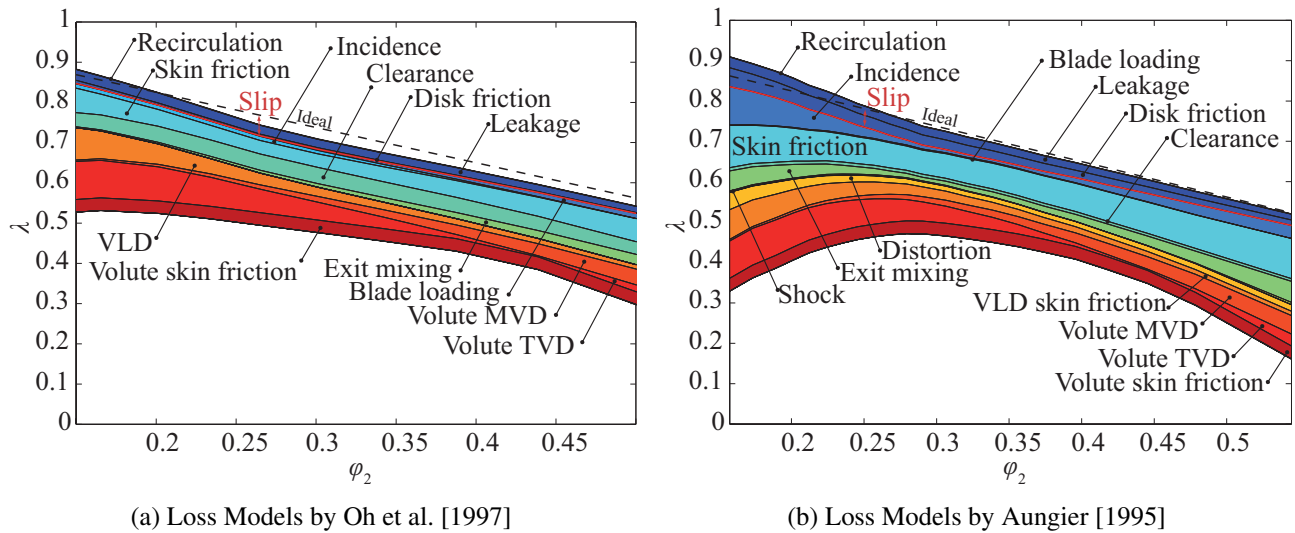 1
0.9
0.8
0.7
0.6
0.5
0.4
0.3
0.2
0.1
0
λ
0.2
0.25
0.3
0.35
0.4
0.45
φ2
Recirculation
Skin friction
Incidence
Clearance
Disk friction
Leakage
Slip
Ideal
VLD
Volute skin friction
Exit mixing
Blade loading
Volute MVD
Volute TVD
(a) Loss Models by Oh et al. [1997]
1
0.9
0.8
0.7
0.6
0.5
0.4
0.3
0.2
0.1
0
λ
0.2
0.25
0.3
0.35
0.4
0.45
0.5
φ2
Recirculation
Incidence
Blade loading
Leakage
Disk friction
Clearance
Slip
Ideal
Skin friction
Distortion
Exit mixing
Shock
VLD skin friction
Volute MVD
Volute TVD
Volute skin friction
(b) Loss Models by Aungier [1995]